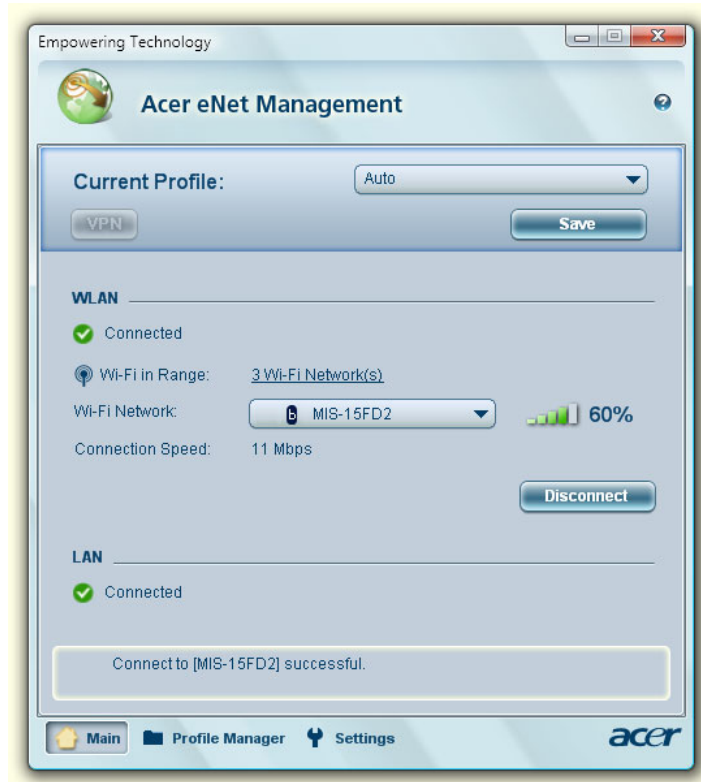 Empowering Technology
Acer eNet Management
Current Profile:
Auto
VPN
Save
WLAN
Connected
Wi-Fi in Range:
3 Wi-Fi Network(s)
Wi-Fi Network:
b MIS-15FD2
60%
Connection Speed:
11 Mbps
Disconnect
LAN
Connected
Connect to [MIS-15FD2] successful.
Main
Profile Manager
Settings
acer